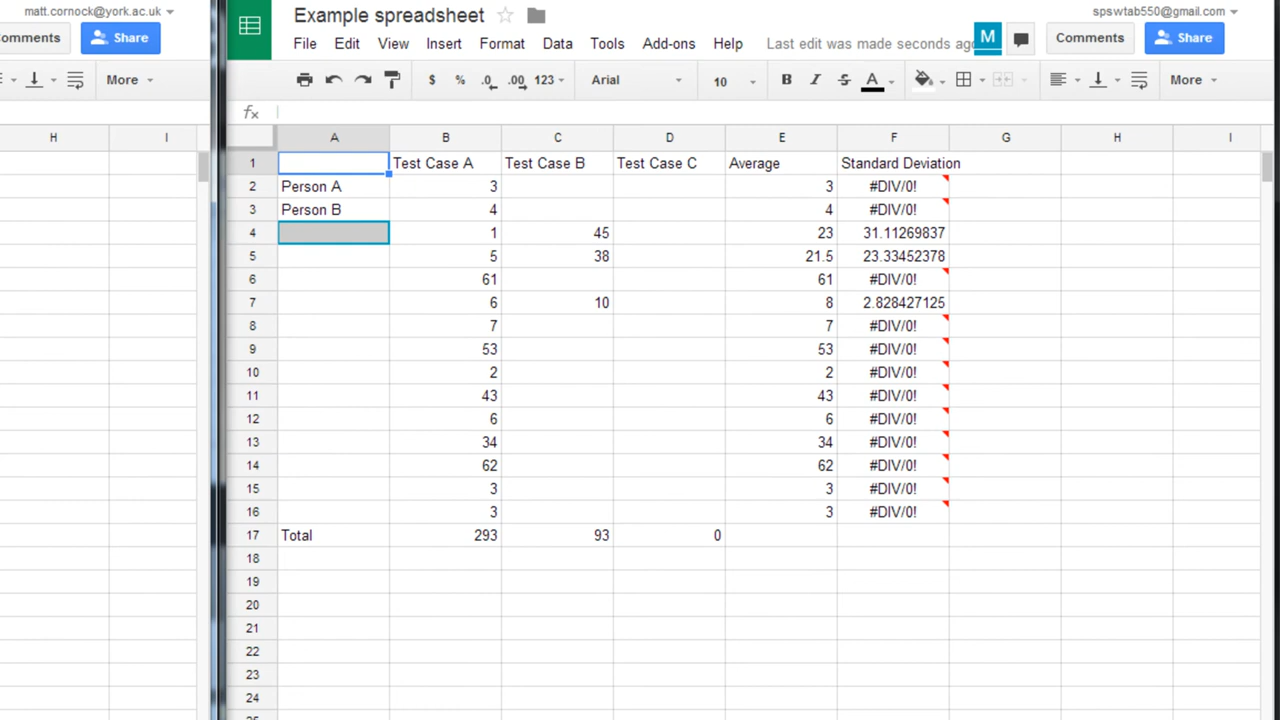 matt.cornock@york.ac.uk
omments Share
More
H I
Example spreadsheet
spswtab550@gmail.com
File Edit View Insert Format Data Tools Add-ons Help Last edit was made seconds ago M Comments Share
$ % .0 .00 123 Arial 10 B I S A More
fx
A B C D E F G H I
1 Test Case A Test Case B Test Case C Average Standard Deviation
2 Person A 3 3 #DIV/0!
3 Person B 4 4 #DIV/0!
4 1 45 23 31.11269837
5 5 38 21.5 23.33452378
6 61 61 #DIV/0!
7 6 10 8 2.828427125
8 7 7 #DIV/0!
9 53 53 #DIV/0!
10 2 2 #DIV/0!
11 43 43 #DIV/0!
12 6 6 #DIV/0!
13 34 34 #DIV/0!
14 62 62 #DIV/0!
15 3 3 #DIV/0!
16 3 3 #DIV/0!
17 Total 293 93 0
18
19
20
21
22
23
24
25